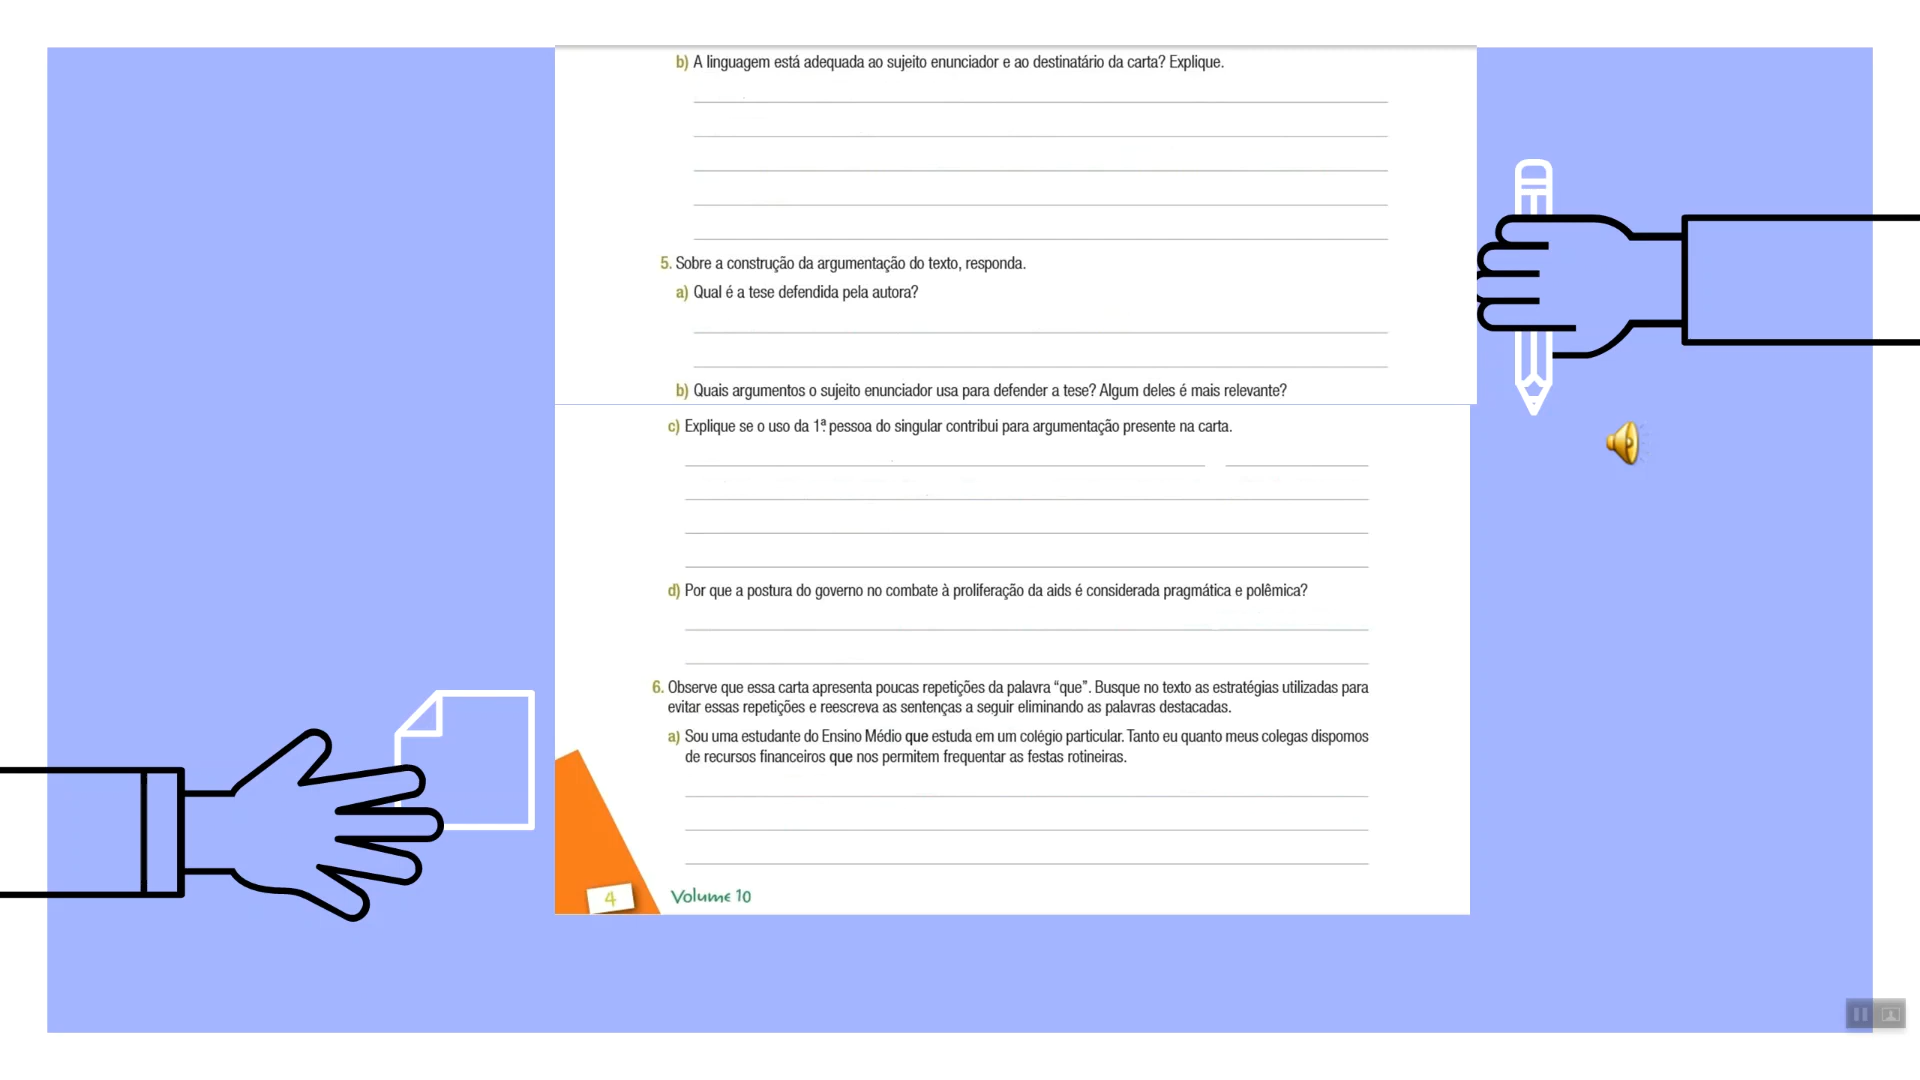 b) A linguagem está adequada ao sujeito enunciador e ao destinatário da carta? Explique.
5. Sobre a construção da argumentação do texto, responda.
a) Qual é a tese defendida pela autora?
b) Quais argumentos o sujeito enunciador usa para defender a tese? Algum deles é mais relevante?
c) Explique se o uso da 1ª. pessoa do singular contribui para argumentação presente na carta.
d) Por que a postura do governo no combate à proliferação da aids é considerada pragmática e polêmica?
6. Observe que essa carta apresenta poucas repetições da palavra “que”. Busque no texto as estratégias utilizadas para
evitar essas repetições e reescreva as sentenças a seguir eliminando as palavras destacadas.
a) Sou uma estudante do Ensino Médio que estuda em um colégio particular. Tanto eu quanto meus colegas dispomos
de recursos financeiros que nos permitem frequentar as festas rotineiras.
4 Volume 10